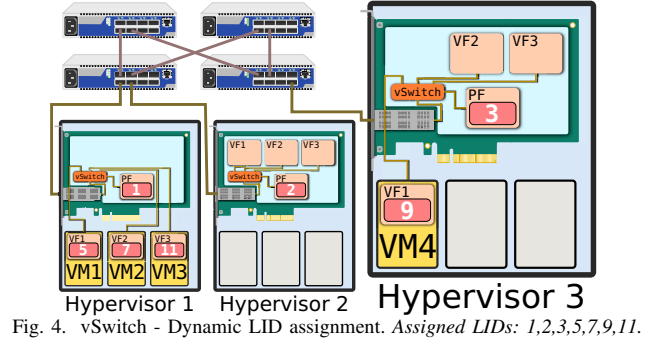 VF2
VF3
vSwitch
PF
3
VF1
9
VM4
Hypervisor 3
vSwitch
PF
1
VF1
5
VM1
VF2
7
VM2
VF3
11
VM3
Hypervisor 1
VF1
VF2
VF3
vSwitch
PF
2
Hypervisor 2
Fig. 4. vSwitch - Dynamic LID assignment. Assigned LIDs: 1,2,3,5,7,9,11.